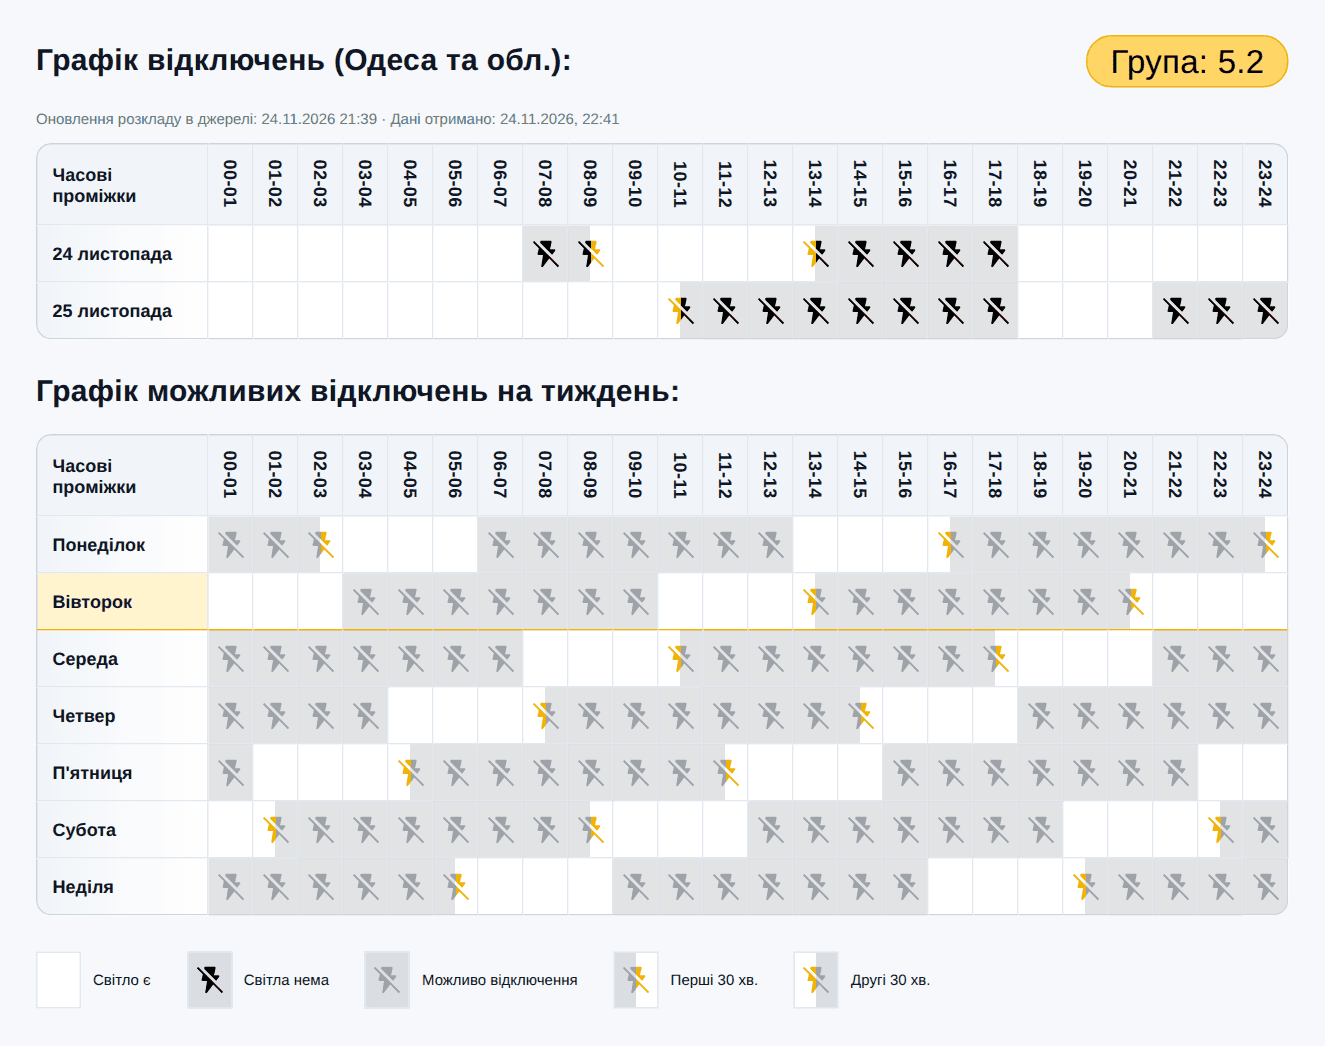 Графік відключень (Одеса та обл.):
Група: 5.2
Оновлення розкладу в джерелі: 24.11.2026 21:39 · Дані отримано: 24.11.2026, 22:41
Часові проміжки 00-01 01-02 02-03 03-04 04-05 05-06 06-07 07-08 08-09 09-10 10-11 11-12 12-13 13-14 14-15 15-16 16-17 17-18 18-19 19-20 20-21 21-22 22-23 23-24
24 листопада
25 листопада
Графік можливих відключень на тиждень:
Часові проміжки 00-01 01-02 02-03 03-04 04-05 05-06 06-07 07-08 08-09 09-10 10-11 11-12 12-13 13-14 14-15 15-16 16-17 17-18 18-19 19-20 20-21 21-22 22-23 23-24
Понеділок
Вівторок
Середа
Четвер
П'ятниця
Субота
Неділя
Світло є Світла нема Можливо відключення Перші 30 хв. Другі 30 хв.